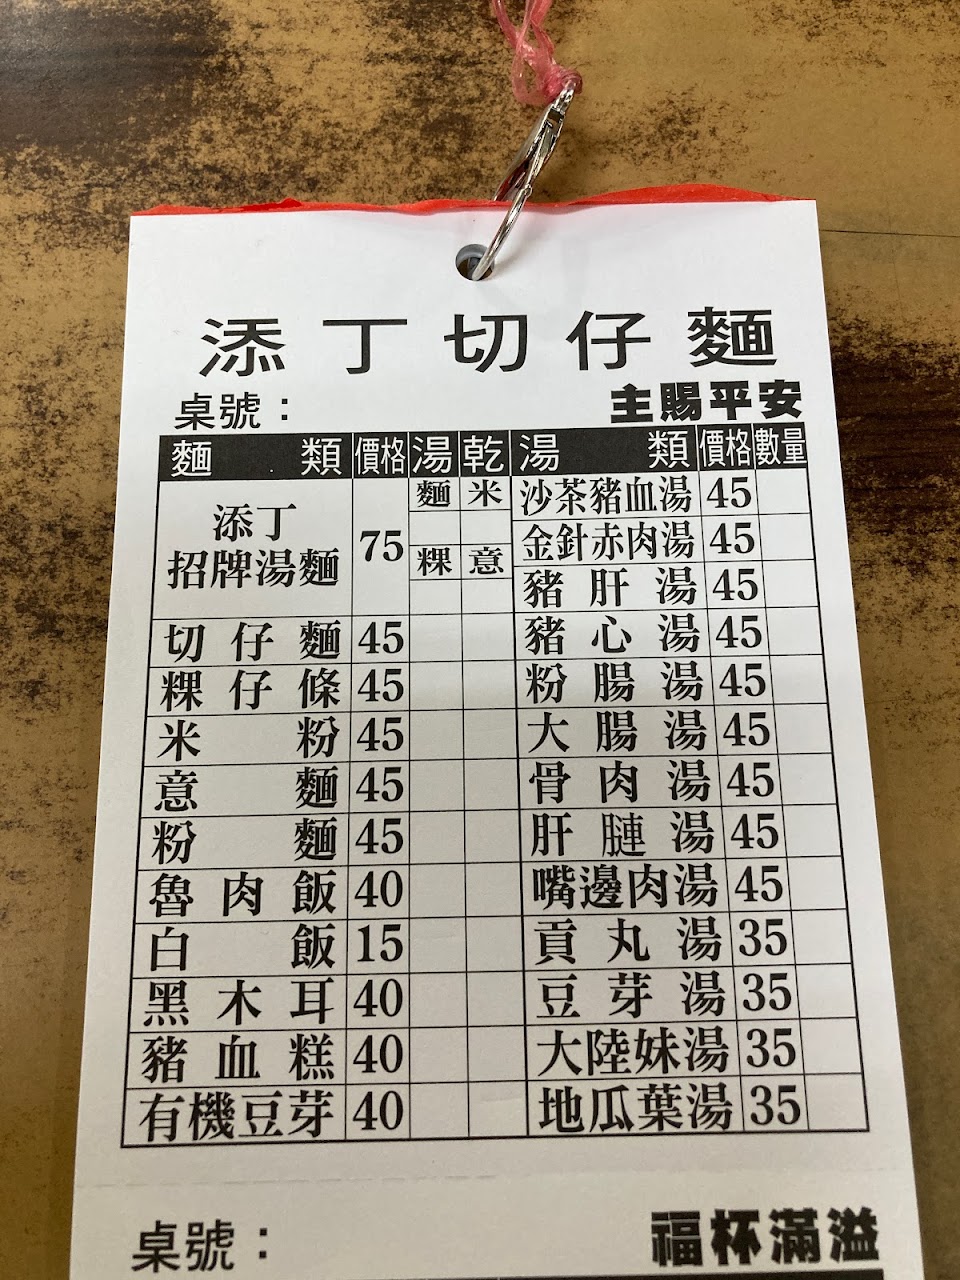 添丁切仔麵
桌號： 主賜平安
麵類 價格 湯 乾 湯類 價格 數量
添丁招牌湯麵 75 麵 米 粿 意 沙茶豬血湯 45
金針赤肉湯 45
豬肝湯 45
切仔麵 45 豬心湯 45
粿仔條 45 粉腸湯 45
米粉 45 大腸湯 45
意麵 45 骨肉湯 45
粉麵 45 肝腱湯 45
魯肉飯 40 嘴邊肉湯 45
白飯 15 貢丸湯 35
黑木耳 40 豆芽湯 35
豬血糕 40 大陸妹湯 35
有機豆芽 40 地瓜葉湯 35
桌號： 福杯滿溢